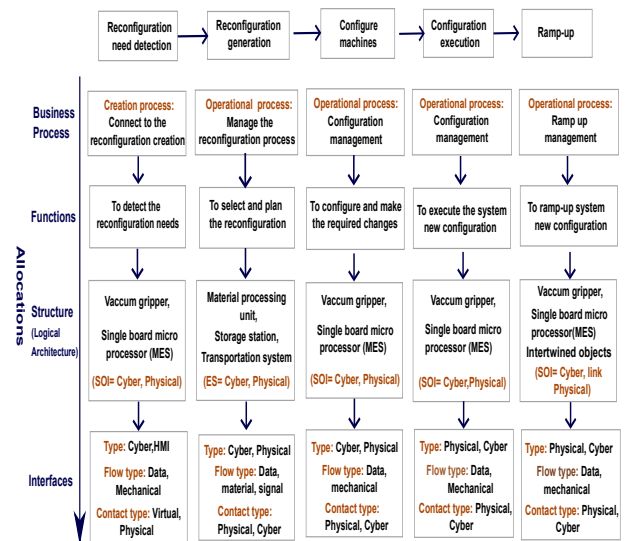 Reconfiguration
need detection
Reconfiguration
generation
Configure
machines
Configuration
execution
Ramp-up
Allocations
Business
Process
Creation process:
Connect to the
reconfiguration creation
Operational process:
Manage the
reconfiguration process
Operational process:
Configuration
management
Operational process:
Configuration
management
Operational process:
Ramp up
management
Functions
To detect the
reconfiguration needs
To select and plan
the reconfiguration
To configure and make
the required changes
To execute the system
new configuration
To ramp-up system
new configuration
Structure
(Logical
Architecture)
Vaccum gripper,
Single board micro
processor (MES)
(SOI= Cyber, Physical)
Material processing
unit,
Storage station,
Transportation system
(ES= Cyber, Physical)
Vaccum gripper,
Single board micro
processor (MES)
(SOI= Cyber, Physical)
Vaccum gripper,
Single board micro
processor (MES)
(SOI= Cyber,Physical)
Vaccum gripper,
Single board micro
processor(MES)
Intertwined objects
(SOI= Cyber, link
Physical)
Interfaces
Type: Cyber,HMI
Flow type: Data,
Mechanical
Contact type: Virtual,
Physical
Type: Cyber, Physical
Flow type: Data,
material, signal
Contact type:
Physical, Cyber
Type: Cyber, Physical
Flow type: Data,
mechanical
Contact type:
Physical, Cyber
Type: Physical, Cyber
Flow type: Data,
Mechanical
Contact type: Physical,
Cyber
Type: Physical, Cyber
Flow type: Data,
mechanical
Contact type: Physical,
Cyber